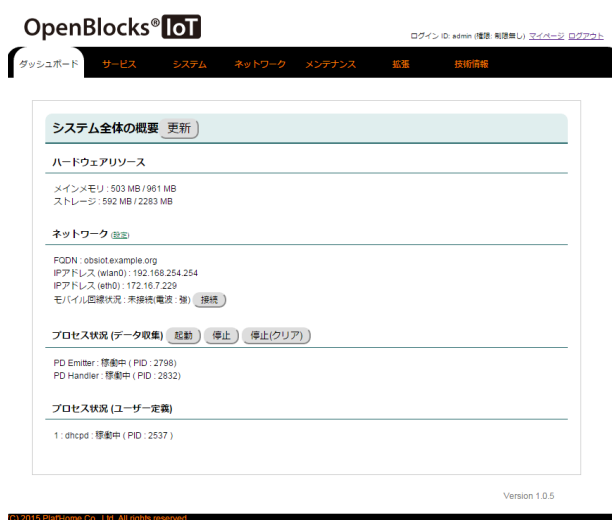 OpenBlocks® IoT
ログイン ID: admin (権限: 制限無し) マイページ ログアウト
ダッシュボード サービス システム ネットワーク メンテナンス 拡張 技術情報
システム全体の概要 更新
ハードウェアリソース
メインメモリ : 503 MB / 961 MB
ストレージ : 592 MB / 2283 MB
ネットワーク (設定)
FQDN : obsiot.example.org
IPアドレス (wlan0) : 192.168.254.254
IPアドレス (eth0) : 172.16.7.229
モバイル回線状況 : 未接続(電波 : 強) 接続
プロセス状況 (データ収集) 起動 停止 停止(クリア)
PD Emitter : 稼働中 ( PID : 2798)
PD Handler : 稼働中 ( PID : 2832)
プロセス状況 (ユーザー定義)
1 : dhcpd : 稼働中 ( PID : 2537 )
Version 1.0.5
(C) 2015 Plat'Home Co., Ltd. All rights reserved.